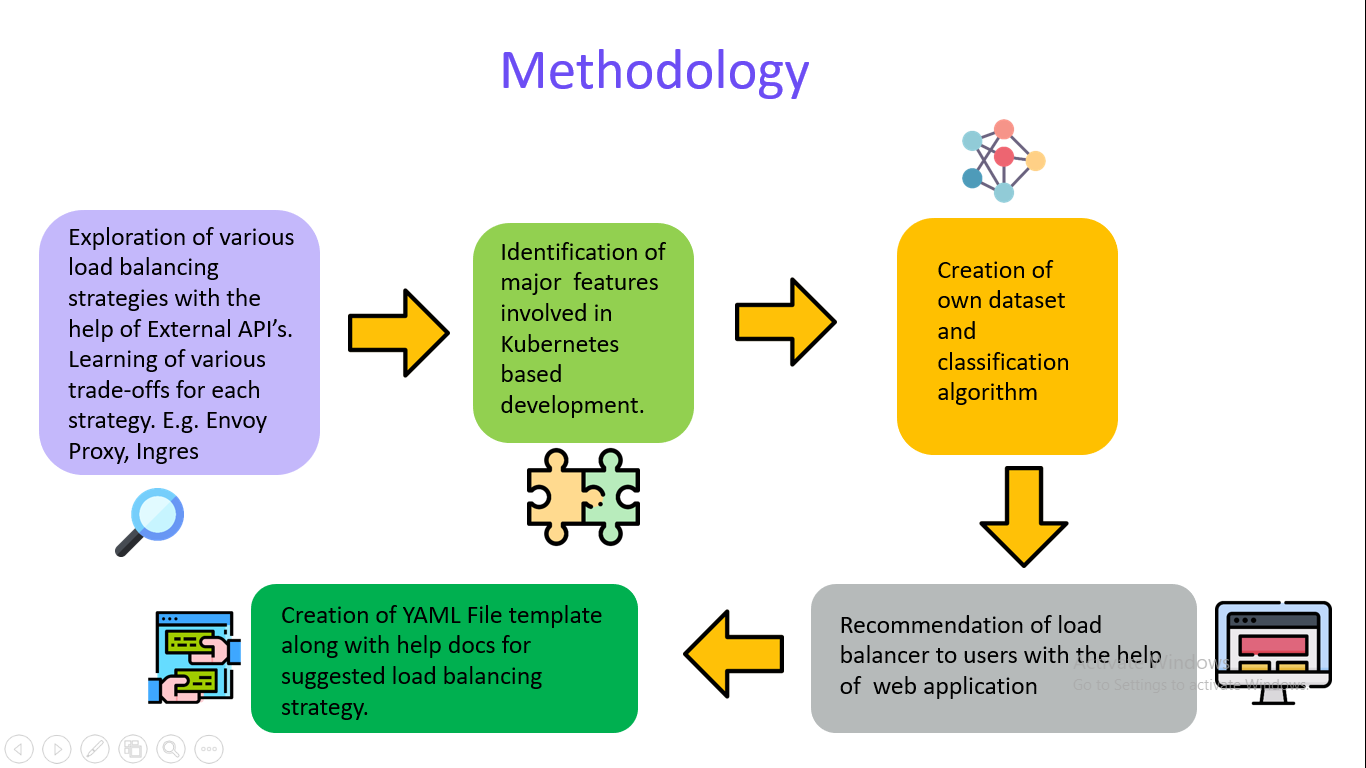 Methodology
Exploration of various
load balancing
strategies with the
help of External API’s.
Learning of various
trade-offs for each
strategy. E.g. Envoy
Proxy, Ingres
Identification of
major  features
involved in
Kubernetes
based
development.
Creation of
own dataset
and
classification
algorithm
Recommendation of load
balancer to users with the help
of  web application
Creation of YAML File template
along with help docs for
suggested load balancing
strategy.
Activate Windows
Go to Settings to activate Windows.